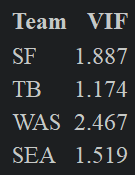 Team VIF
SF 1.887
TB 1.174
WAS 2.467
SEA 1.519